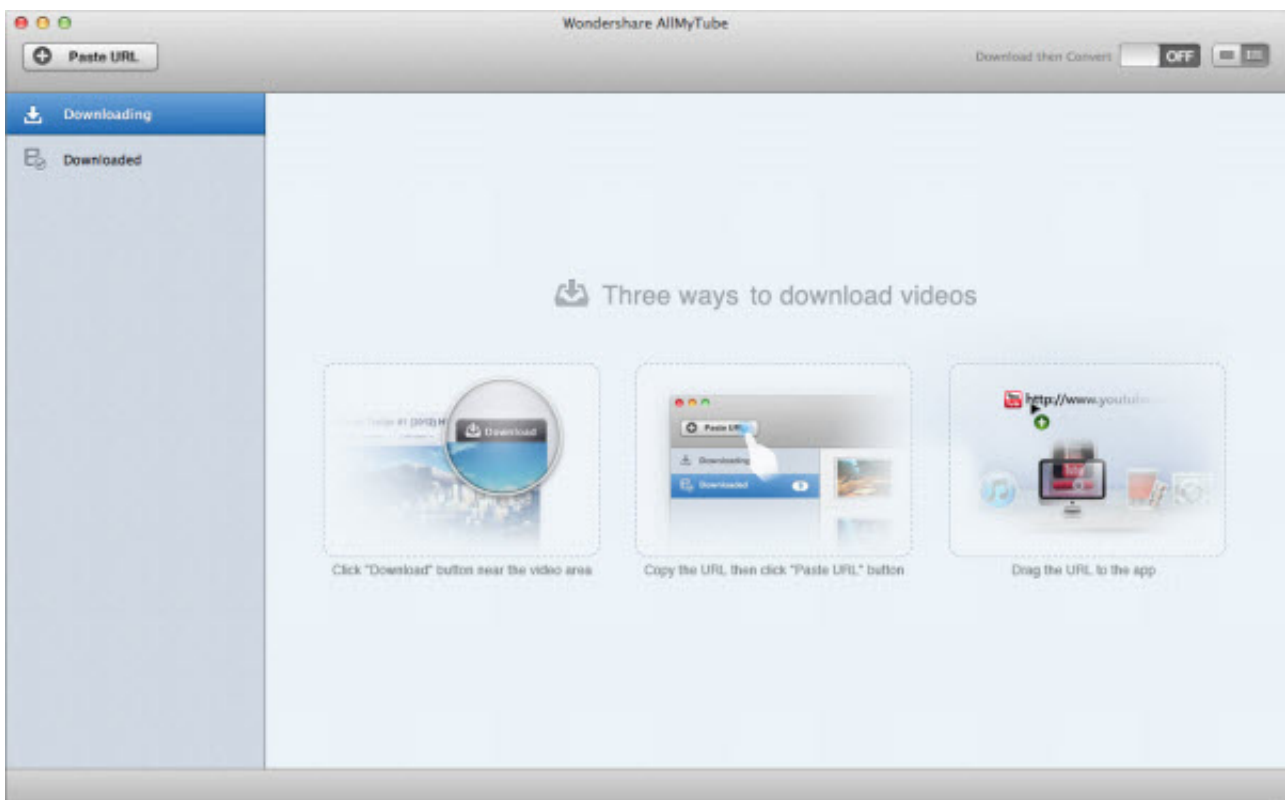 Wondershare AllMyTube
Paste URL
Download then Convert OFF
Downloading
Downloaded
Three ways to download videos
Download
Paste
Downloading
Downloaded
http://www.youtu
Click "Download" button near the video area
Copy the URL then click "Paste URL" button
Drag the URL to the app